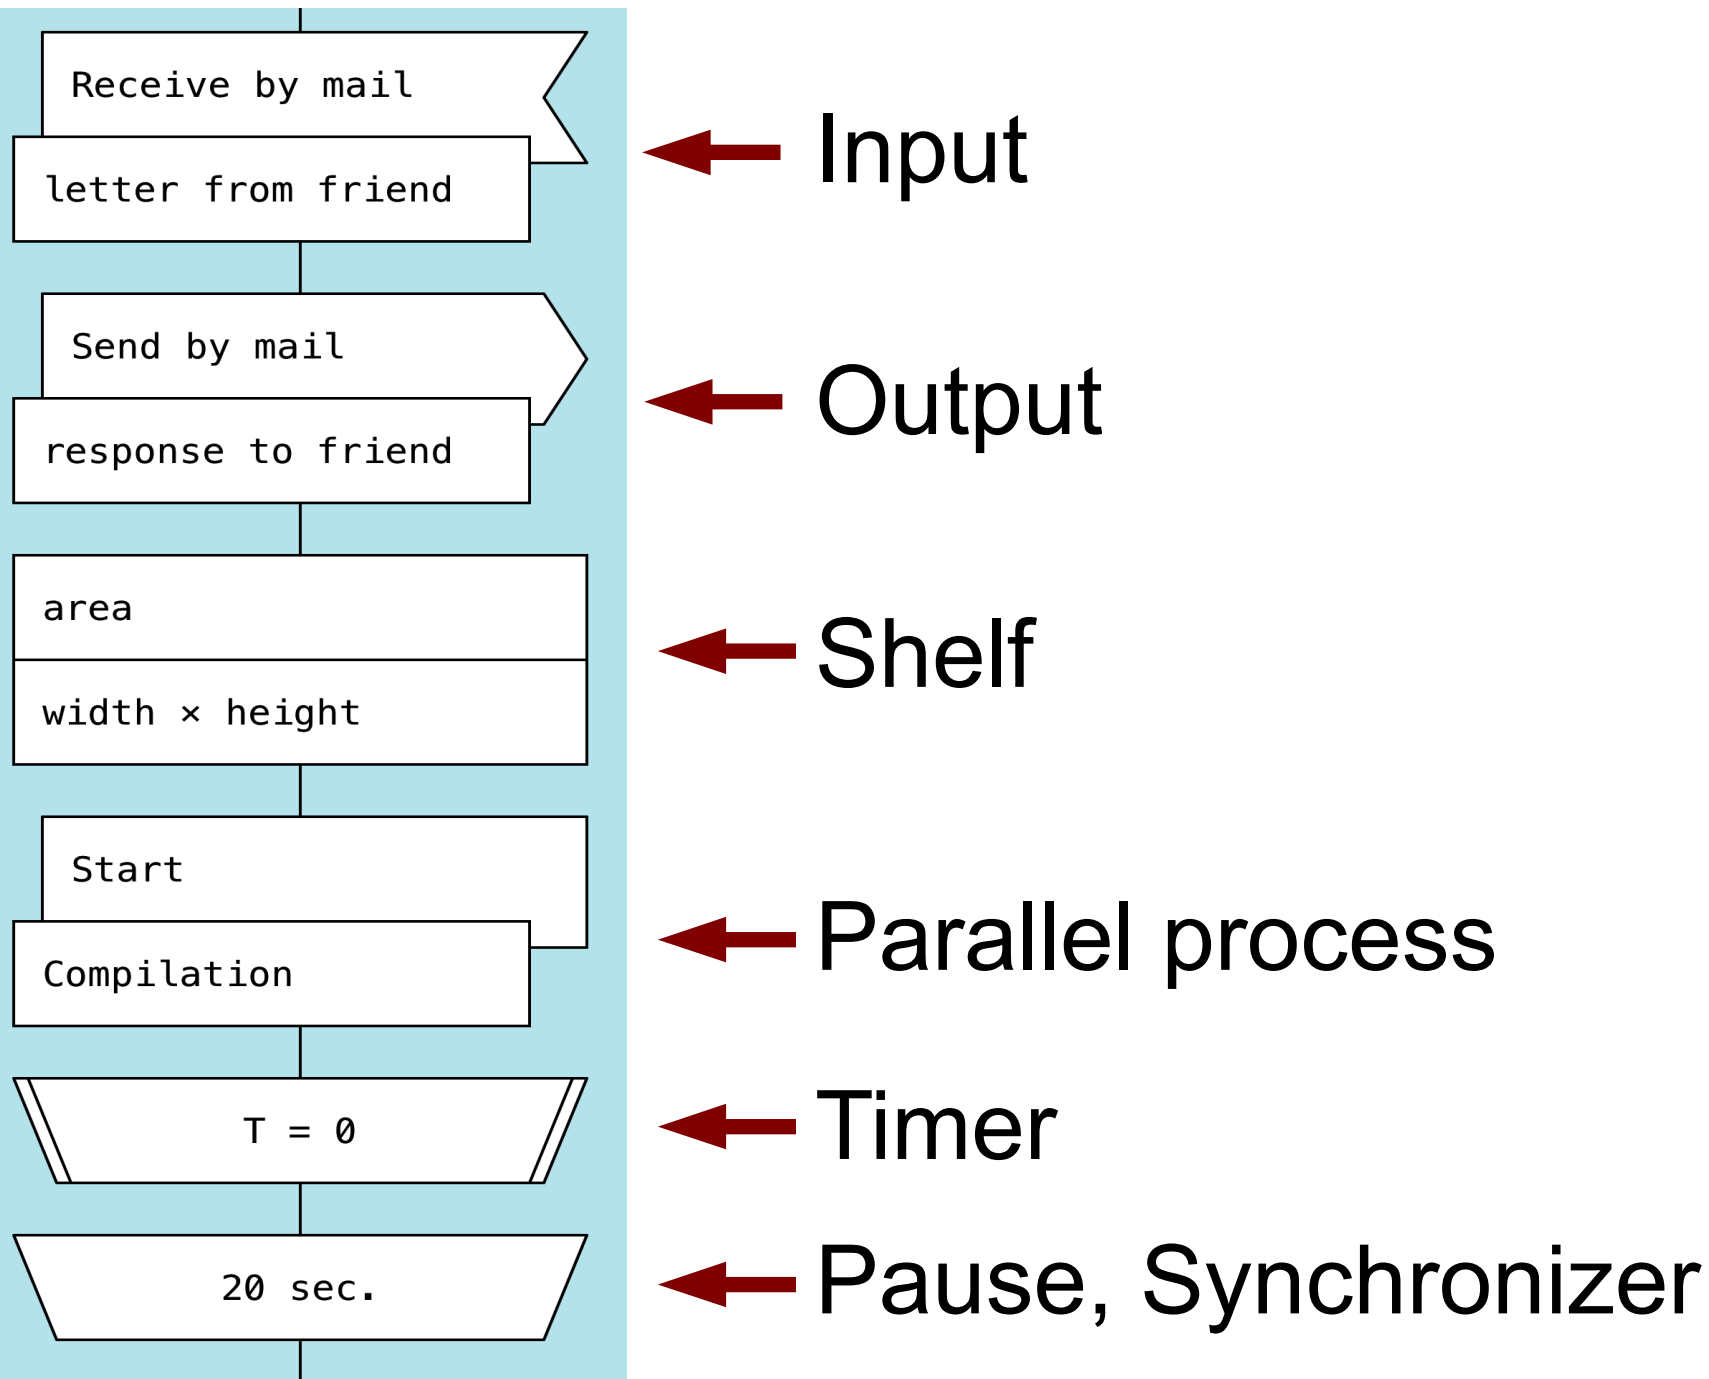 Receive by mail
letter from friend
Input
Send by mail
response to friend
Output
area
width × height
Shelf
Start
Compilation
Parallel process
T = 0
Timer
20 sec.
Pause, Synchronizer